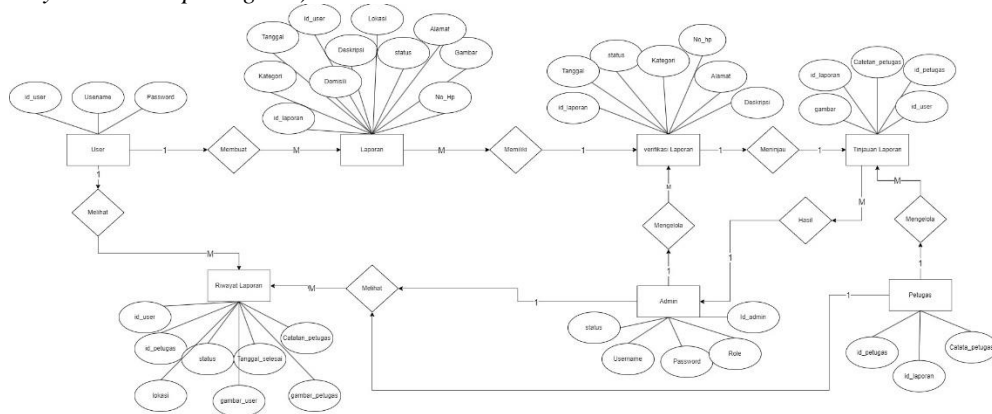 id_user
Username
Password
User
1
Membuat
M
Laporan
Tanggal
id_user
Lokasi
Deskripsi
Domisili
status
Alamat
Gambar
Kategori
id_laporan
No_Hp
M
Memiliki
1
Tanggal
status
Kategori
No_hp
Alamat
Deskripsi
id_laporan
Verifikasi Laporan
1
Meninjau
1
Tinjauan Laporan
id_laporan
Catatan_petugas
id_petugas
gambar
id_user
1
Melihat
M
M
Mengelola
1
M
Hasil
1
M
Mengelola
1
Riwayat Laporan
M
Melihat
1
Admin
1
Petugas
id_user
id_petugas
status
Tanggal_selesai
Catatan_petugas
lokasi
gambar_user
gambar_petugas
status
Username
Password
Role
Id_admin
id_petugas
id_laporan
Catata_petugas